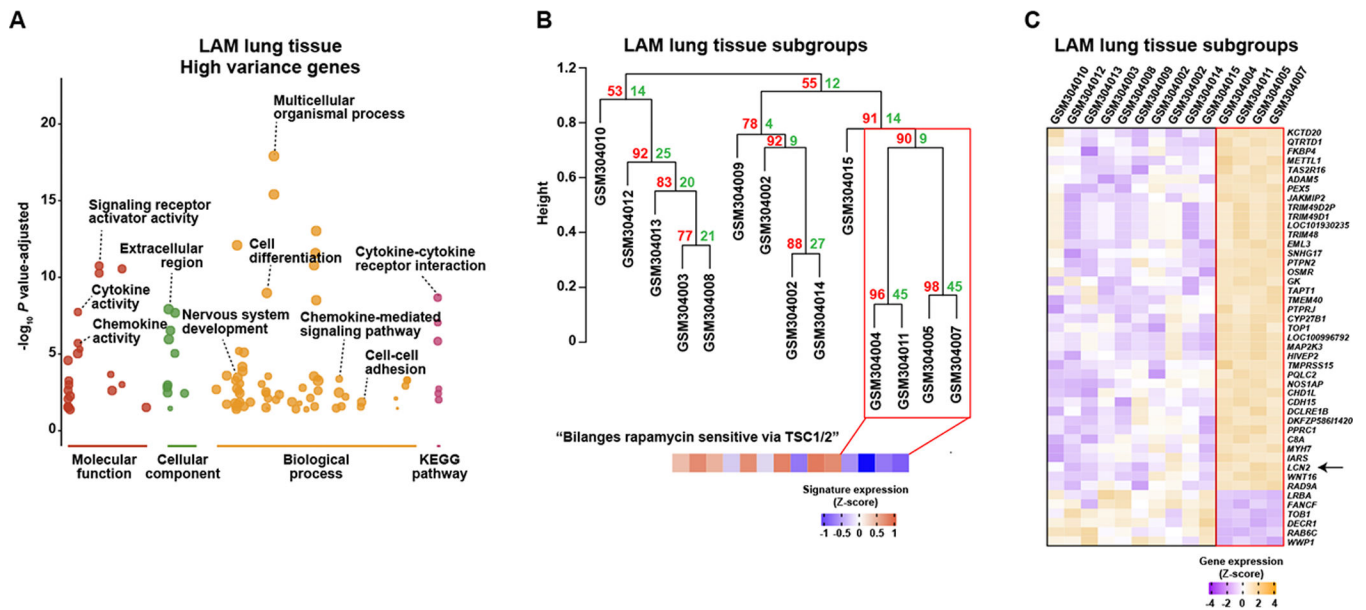 A
LAM lung tissue
High variance genes
-log10 P value-adjusted
20
15
10
5
0
Multicellular
organismal process
Signaling receptor
activator activity
Extracellular
region
Cell
differentiation
Cytokine-cytokine
receptor interaction
Cytokine
activity
Chemokine
activity
Nervous system
development
Chemokine-mediated
signaling pathway
Cell-cell
adhesion
Molecular
function
Cellular
component
Biological
process
KEGG
pathway
B
LAM lung tissue subgroups
Height
1.2
1.0
0.8
0.6
0.4
0.2
0
53 14
55 12
78 4
91 14
92 9
90 9
92 25
83 20
77 21
88 27
96 45
98 45
GSM304010
GSM304012
GSM304013
GSM304003
GSM304008
GSM304009
GSM304002
GSM304002
GSM304014
GSM304015
GSM304004
GSM304011
GSM304005
GSM304007
“Bilanges rapamycin sensitive via TSC1/2”
Signature expression
(Z-score)
-1 -0.5 0 0.5 1
C
LAM lung tissue subgroups
GSM304010
GSM304012
GSM304013
GSM304003
GSM304008
GSM304009
GSM304002
GSM304002
GSM304014
GSM304015
GSM304004
GSM304011
GSM304005
GSM304007
KCTD20
QTRTD1
FKBP4
METTL1
TAS2R16
ADAM5
PEX5
JAKMIP2
TRIM49D2P
TRIM49D1
LOC101930235
TRIM48
EML3
SNHG17
PTPN2
OSMR
GK
TAPT1
TMEM40
PTPRJ
CYP27B1
TOP1
LOC100996792
MAP2K3
HIVEP2
TMPRSS15
PQLC2
NOS1AP
CHD1L
CDH15
DCLRE1B
DKFZP586I1420
PPRC1
C8A
MYH7
IARS
LCN2
WNT16
RAD9A
LRBA
FANCF
TOB1
DECR1
RAB6C
WWP1
Gene expression
(Z-score)
-4 -2 0 2 4